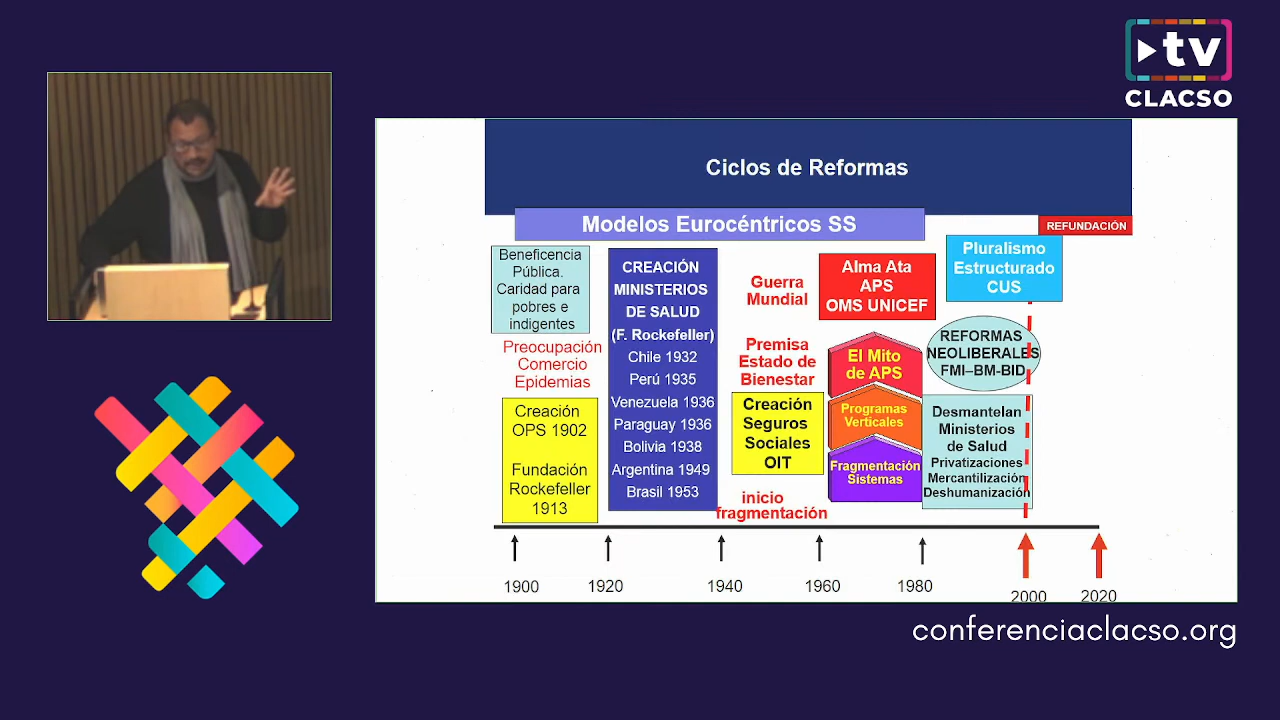 tv
CLACSO
Ciclos de Reformas
Modelos Eurocéntricos SS
REFUNDACIÓN
Beneficencia
Pública.
Caridad para
pobres e
indigentes
Preocupación
Comercio
Epidemias
Creación
OPS 1902
Fundación
Rockefeller
1913
CREACIÓN
MINISTERIOS
DE SALUD
(F. Rockefeller)
Chile 1932
Perú 1935
Venezuela 1936
Paraguay 1936
Bolivia 1938
Argentina 1949
Brasil 1953
Guerra
Mundial
Premisa
Estado de
Bienestar
Creación
Seguros
Sociales
OIT
inicio
fragmentación
Alma Ata
APS
OMS UNICEF
El Mito
de APS
Programas
Verticales
Fragmentación
Sistemas
Pluralismo
Estructurado
CUS
REFORMAS
NEOLIBERALES
FMI–BM-BID
Desmantelan
Ministerios
de Salud
Privatizaciones
Mercantilización
Deshumanización
1900
1920
1940
1960
1980
2000
2020
conferenciaclacso.org